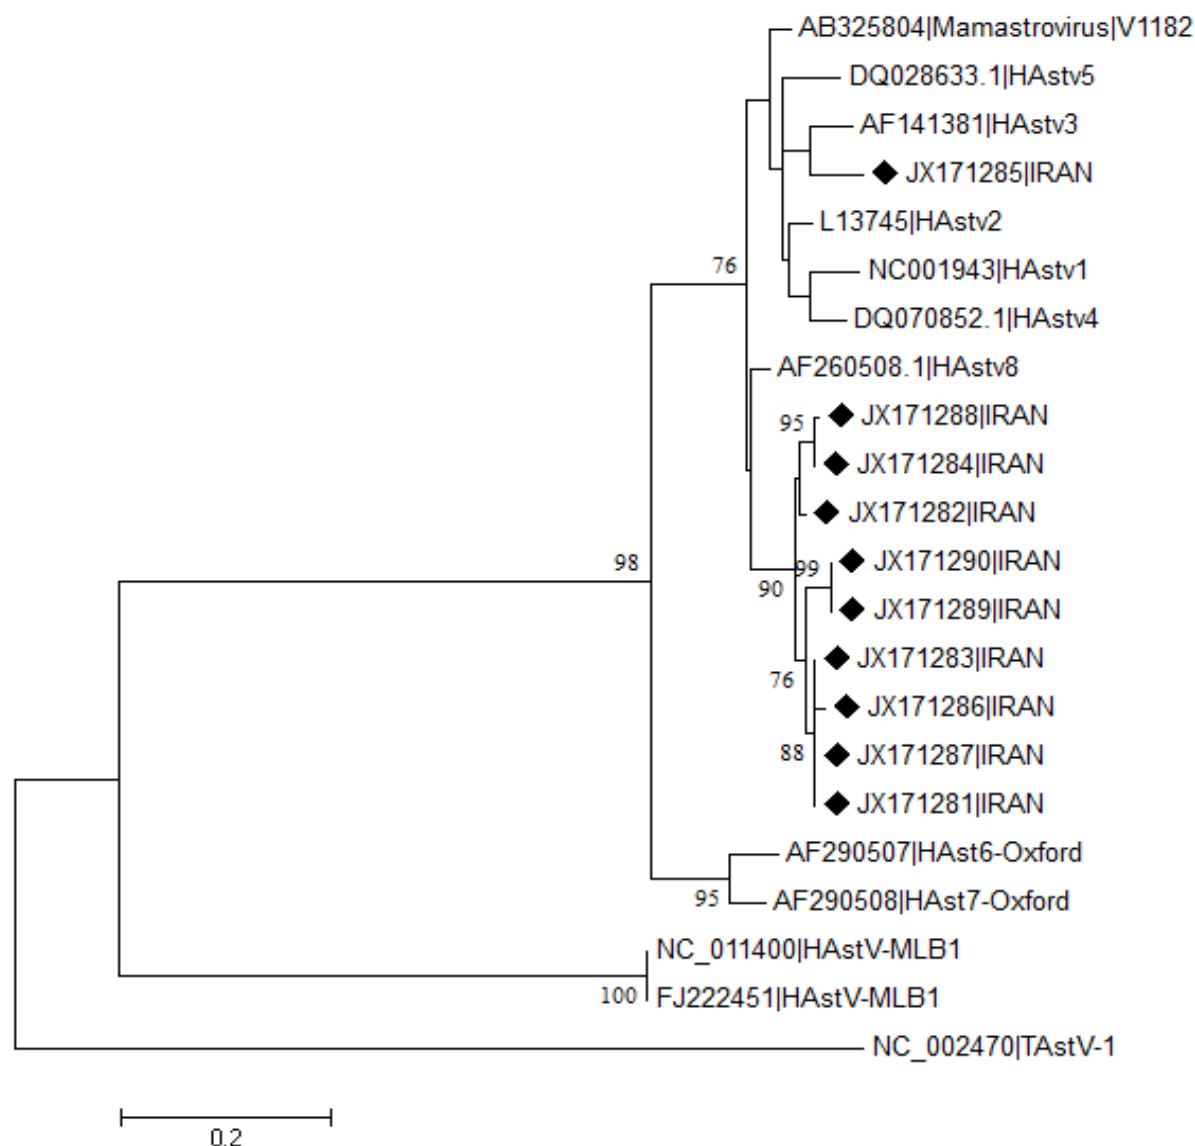 AB325804|Mamastrovirus|V1182
DQ028633.1|HAstv5
AF141381|HAstv3
JX171285|IRAN
L13745|HAstv2
76
NC001943|HAstv1
DQ070852.1|HAstv4
AF260508.1|HAstv8
95
JX171288|IRAN
JX171284|IRAN
JX171282|IRAN
98
99
JX171290|IRAN
90
JX171289|IRAN
JX171283|IRAN
76
JX171286|IRAN
88
JX171287|IRAN
JX171281|IRAN
AF290507|HAst6-Oxford
95
AF290508|HAst7-Oxford
NC_011400|HAstV-MLB1
100
FJ222451|HAstV-MLB1
NC_002470|TAstV-1
0.2